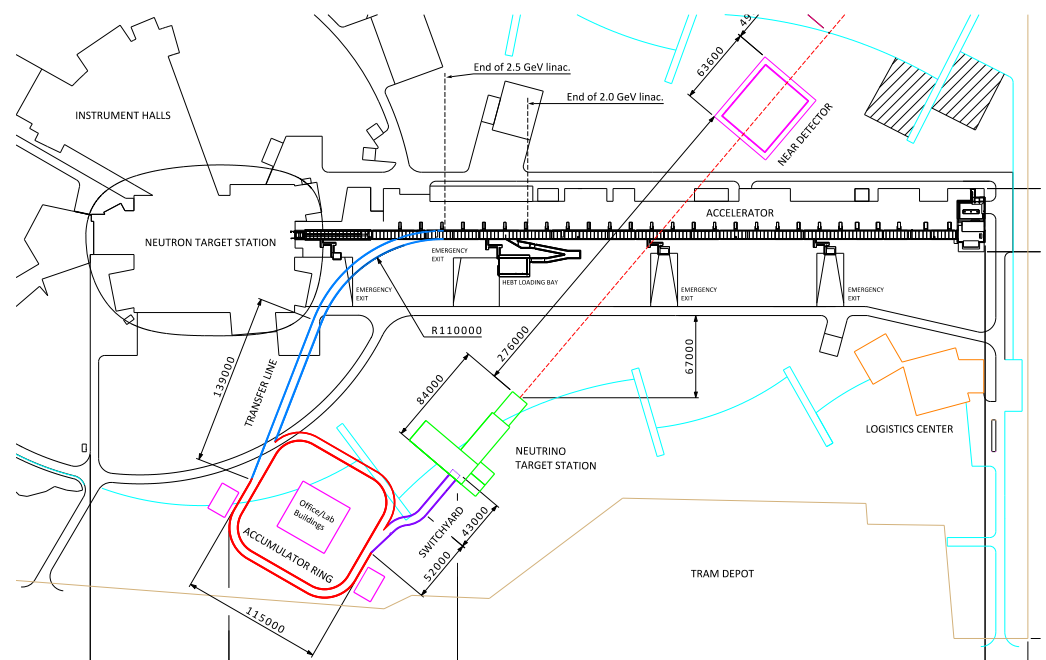 49
63600
End of 2.5 GeV linac.
End of 2.0 GeV linac.
INSTRUMENT HALLS
NEAR DETECTOR
ACCELERATOR
NEUTRON TARGET STATION
EMERGENCY
EXIT
HEBT LOADING BAY
EMERGENCY
EXIT
EMERGENCY
EXIT
EMERGENCY
EXIT
R110000
276000
67000
139000
TRANSFER LINE
84000
LOGISTICS CENTER
NEUTRINO
TARGET STATION
Office/Lab
Buildings
ACCUMULATOR RING
SWITCHYARD
43000
52000
TRAM DEPOT
115000